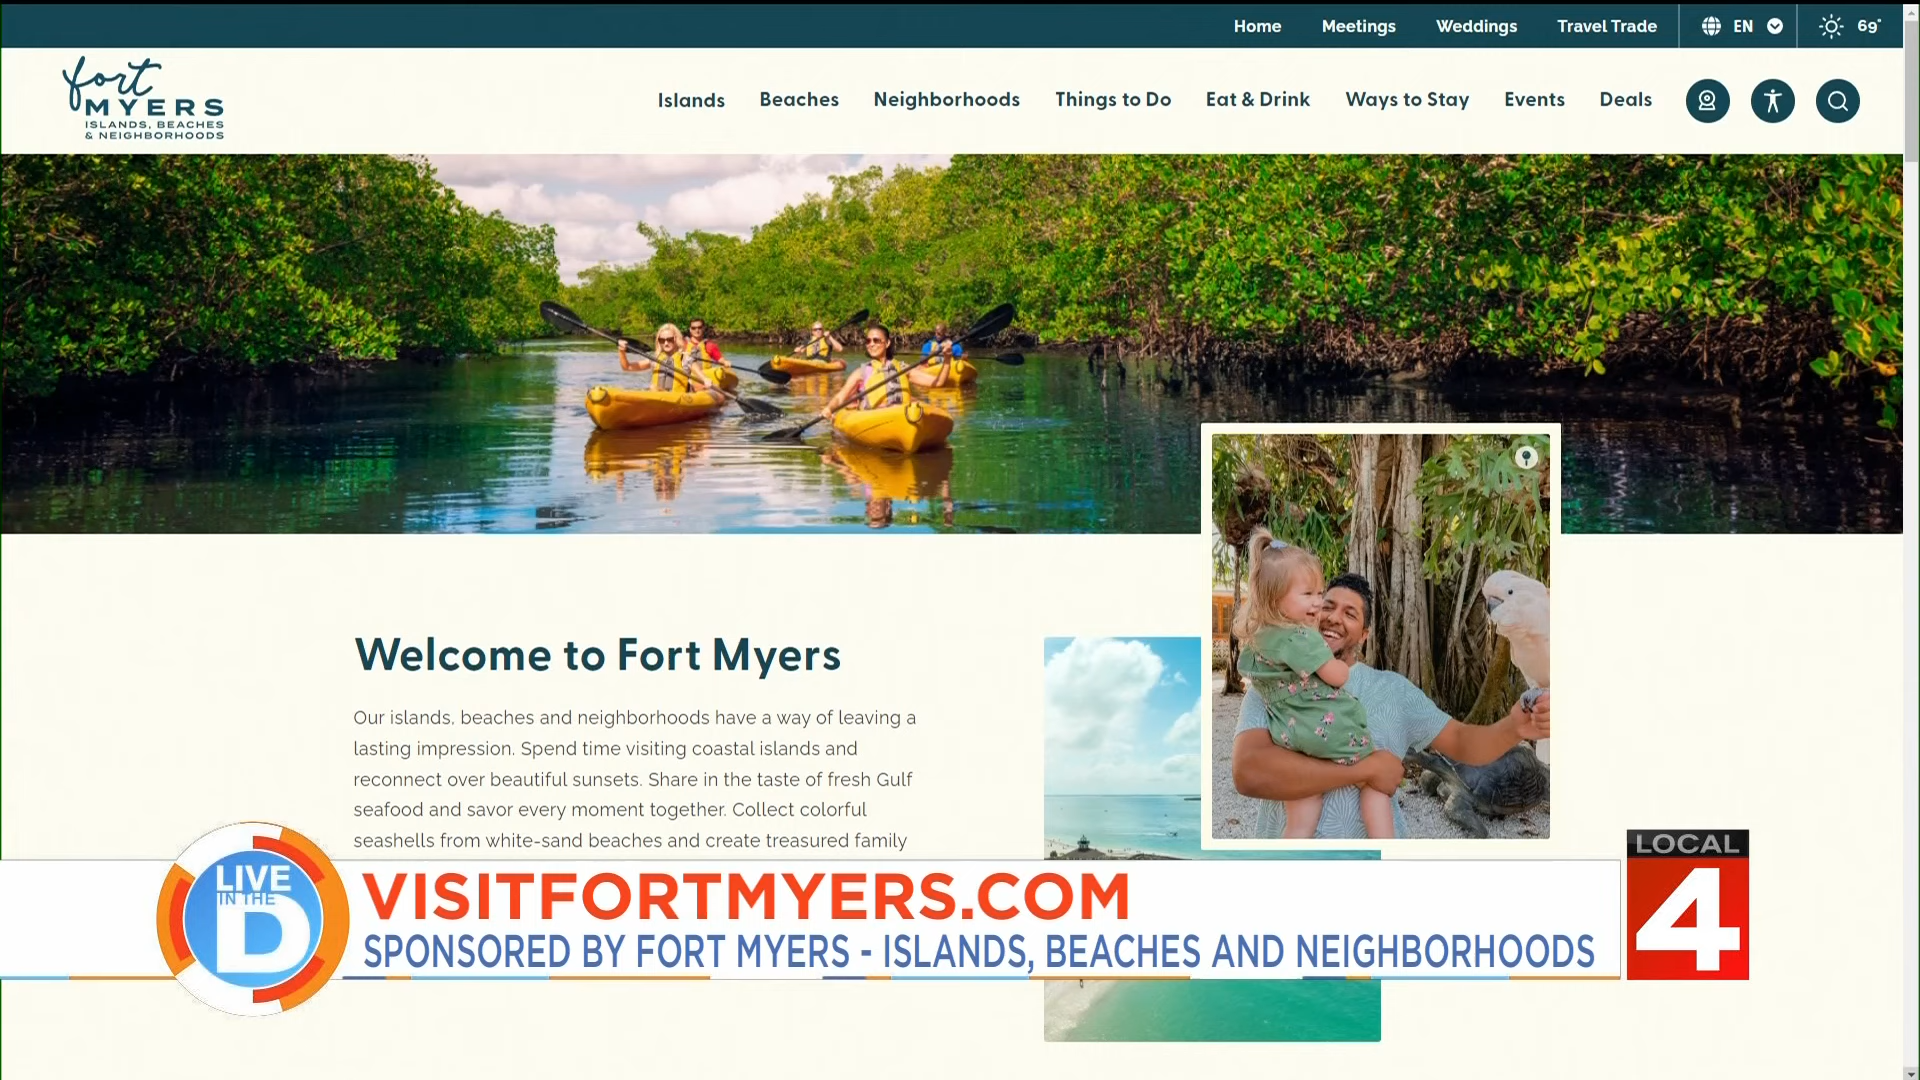 Home Meetings Weddings Travel Trade EN 69°
fort
MYERS
ISLANDS, BEACHES
& NEIGHBORHOODS
Islands Beaches Neighborhoods Things to Do Eat & Drink Ways to Stay Events Deals
Welcome to Fort Myers
Our islands, beaches and neighborhoods have a way of leaving a
lasting impression. Spend time visiting coastal islands and
reconnect over beautiful sunsets. Share in the taste of fresh Gulf
seafood and savor every moment together. Collect colorful
seashells from white-sand beaches and create treasured family
LIVE
IN THE
D
VISITFORTMYERS.COM
SPONSORED BY FORT MYERS - ISLANDS, BEACHES AND NEIGHBORHOODS
LOCAL
4